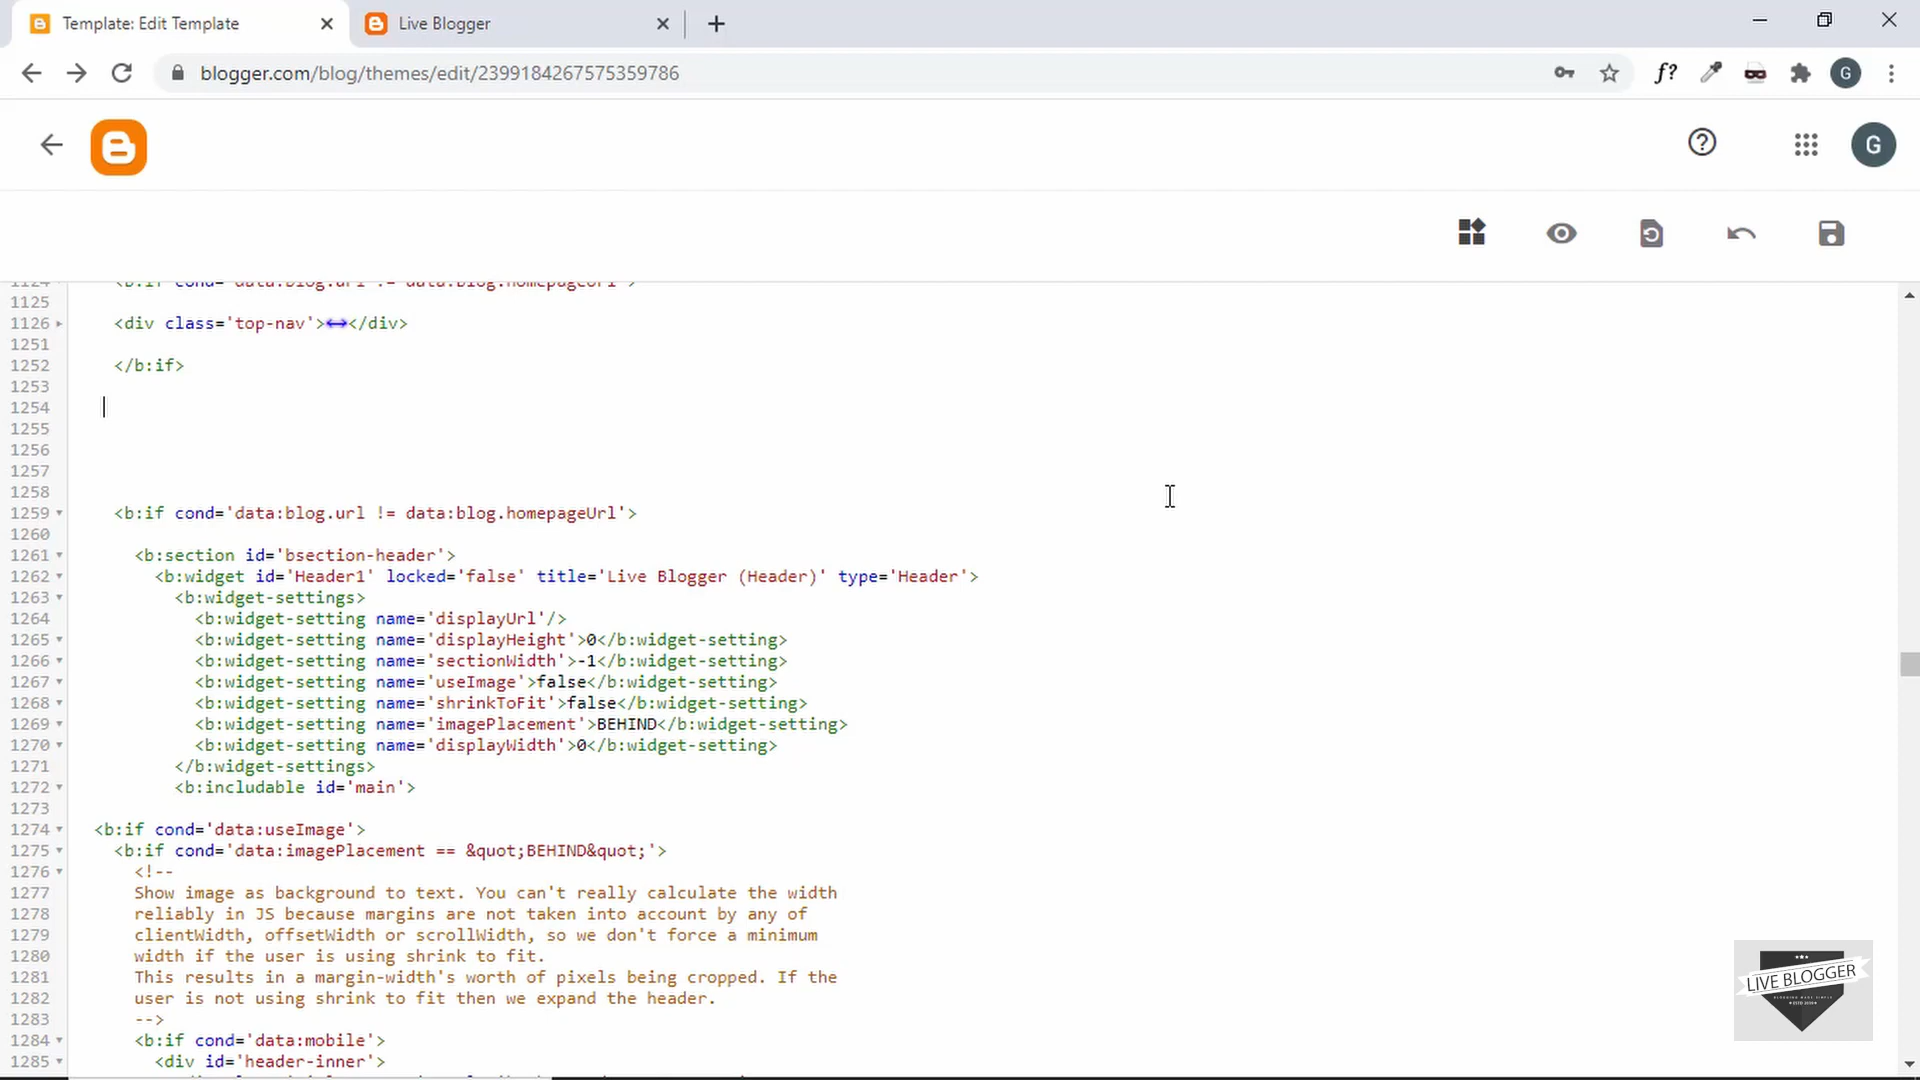 Template: Edit Template
Live Blogger
blogger.com/blog/themes/edit/2399184267575359786
f?
G
G
1124 <b:if cond='data:blog.url != data:blog.homepageUrl'>
1125
1126 <div class='top-nav'>↔</div>
1251
1252 </b:if>
1253
1254
1255
1256
1257
1258
1259 <b:if cond='data:blog.url != data:blog.homepageUrl'>
1260
1261 <b:section id='bsection-header'>
1262 <b:widget id='Header1' locked='false' title='Live Blogger (Header)' type='Header'>
1263 <b:widget-settings>
1264 <b:widget-setting name='displayUrl'/>
1265 <b:widget-setting name='displayHeight'>0</b:widget-setting>
1266 <b:widget-setting name='sectionWidth'>-1</b:widget-setting>
1267 <b:widget-setting name='useImage'>false</b:widget-setting>
1268 <b:widget-setting name='shrinkToFit'>false</b:widget-setting>
1269 <b:widget-setting name='imagePlacement'>BEHIND</b:widget-setting>
1270 <b:widget-setting name='displayWidth'>0</b:widget-setting>
1271 </b:widget-settings>
1272 <b:includable id='main'>
1273
1274 <b:if cond='data:useImage'>
1275 <b:if cond='data:imagePlacement == &quot;BEHIND&quot;'>
1276 <!--
1277 Show image as background to text. You can't really calculate the width
1278 reliably in JS because margins are not taken into account by any of
1279 clientWidth, offsetWidth or scrollWidth, so we don't force a minimum
1280 width if the user is using shrink to fit.
1281 This results in a margin-width's worth of pixels being cropped. If the
1282 user is not using shrink to fit then we expand the header.
1283 -->
1284 <b:if cond='data:mobile'>
1285 <div id='header-inner'>
LIVE BLOGGER